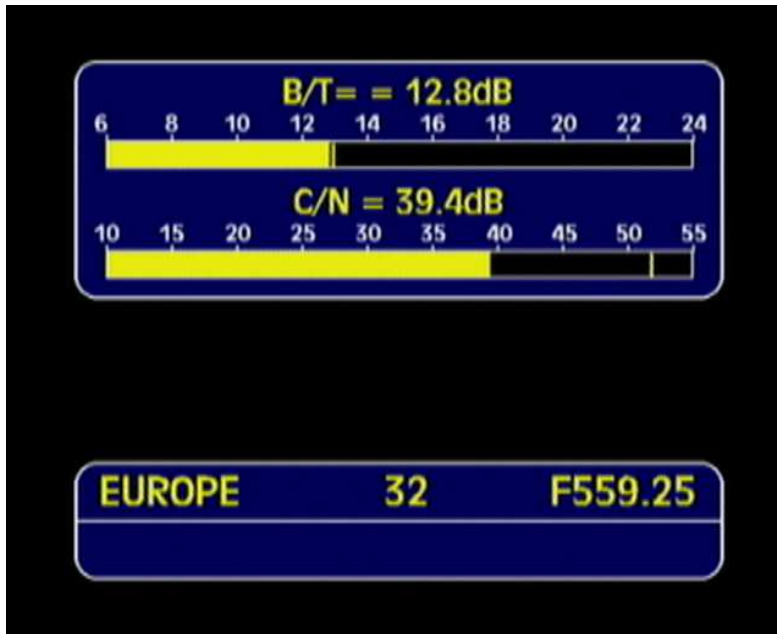 B/T= = 12.8dB
6 8 10 12 14 16 18 20 22 24
C/N = 39.4dB
10 15 20 25 30 35 40 45 50 55
EUROPE 32 F559.25